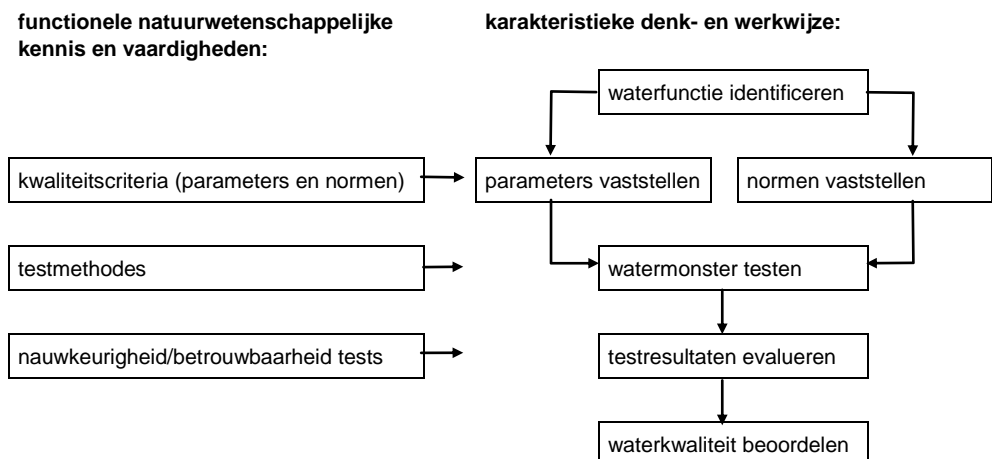 functionele natuurwetenschappelijke
kennis en vaardigheden:
karakteristieke denk- en werkwijze:
waterfunctie identificeren
kwaliteitscriteria (parameters en normen)
parameters vaststellen
normen vaststellen
testmethodes
watermonster testen
nauwkeurigheid/betrouwbaarheid tests
testresultaten evalueren
waterkwaliteit beoordelen